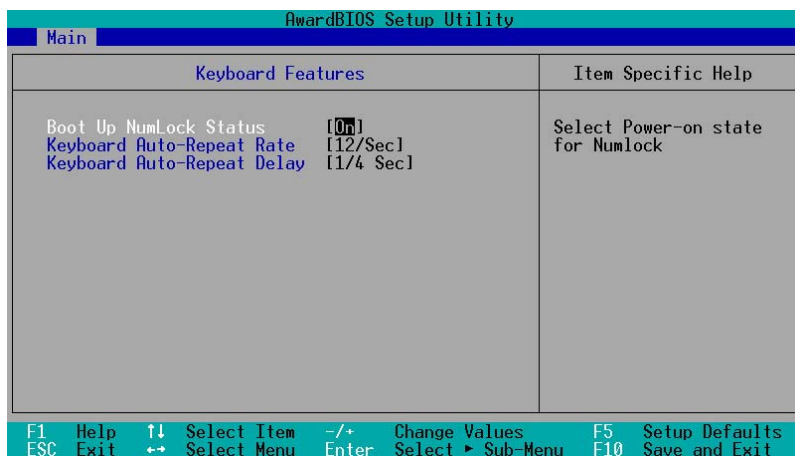 AwardBIOS Setup Utility
Main
Keyboard Features
Item Specific Help
Boot Up NumLock Status [On]
Keyboard Auto-Repeat Rate [12/Sec]
Keyboard Auto-Repeat Delay [1/4 Sec]
Select Power-on state
for Numlock
F1 Help ↑↓ Select Item -/+ Change Values F5 Setup Defaults
ESC Exit ←→ Select Menu Enter Select ► Sub-Menu F10 Save and Exit